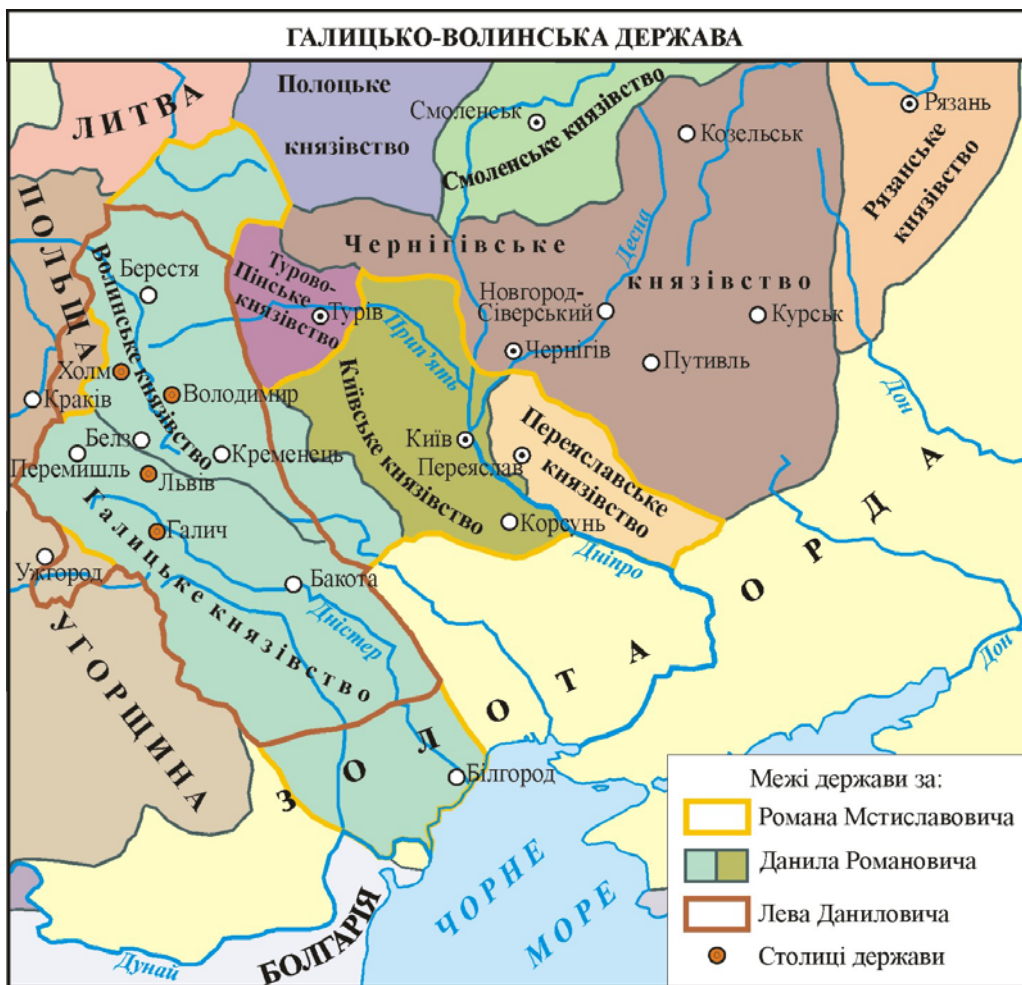 ГАЛИЦЬКО-ВОЛИНСЬКА ДЕРЖАВА
ЛИТВА
Полоцьке
князівство
Смоленськ
Смоленське князівство
Козельськ
Рязань
Рязанське
князівство
ПОЛЬЩА
Волинське князівство
Берестя
Турово-
Пінське
князівство
Турів
Чернігівське
князівство
Десна
Новгород-
Сіверський
Курськ
Чернігів
Путивль
Прип’ять
Дон
Холм
Краків
Володимир
Белз
Перемишль
Кременець
Львів
Київське князівство
Київ
Переяслав
Переяславське
князівство
Корсунь
Дніпро
Галич
Галицьке князівство
Ужгород
Бакота
Дністер
УГОРЩИНА
ЗОЛОТА ОРДА
Дон
Білгород
ЧОРНЕ
МОРЕ
БОЛГАРІЯ
Дунай
Межі держави за:
Романа Мстиславовича
Данила Романовича
Лева Даниловича
Столиці держави